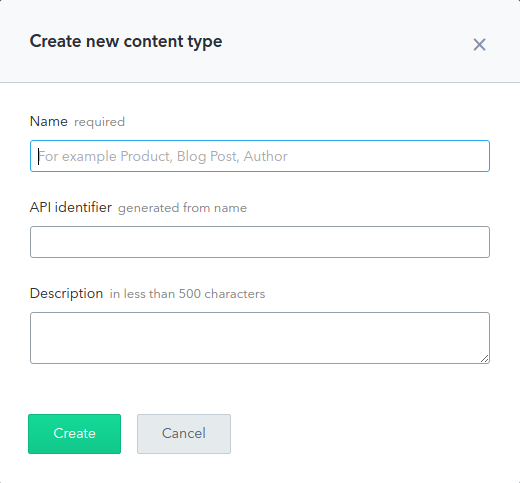 Create new content type
Name required
For example Product, Blog Post, Author
API identifier generated from name
Description in less than 500 characters
Create Cancel